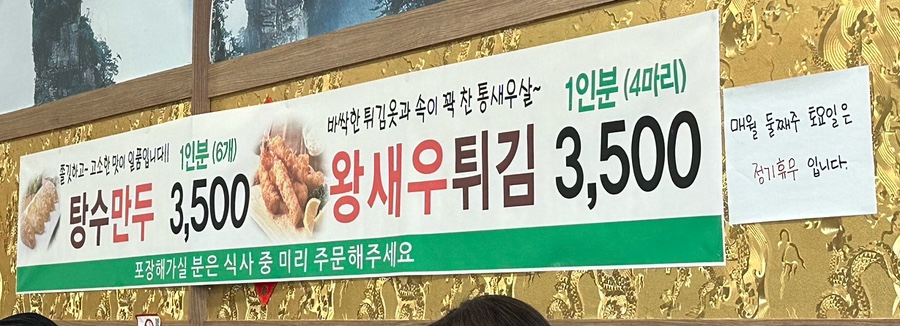 쫄깃하고~ 고소한 맛이 일품입니다!!
1인분 (6개)
탕수만두 3,500
바싹한 튀김옷과 속이 꽉 찬 통새우살~
1인분 (4마리)
왕새우튀김 3,500
포장해가실 분은 식사 중 미리 주문해주세요
매월 둘째주 토요일은
정기휴우 입니다.